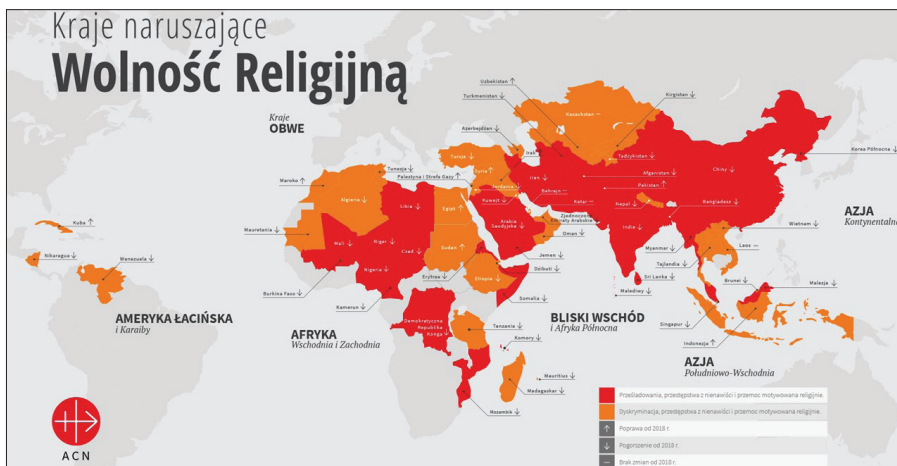 Kraje naruszające
Wolność Religijną
Kraje
OBWE
Uzbekistan ↑
Turkmenistan ↓
Kirgistan ↓
Kazachstan —
Azerbejdżan ↓
Tadżykistan ↓
Korea Północna ↓
Turcja ↓
Syria ↑
Irak
Iran ↓
Afganistan ↓
Chiny ↓
Tunezja ↓
Maroko ↑
Palestyna i Strefa Gazy ↑
Jordania
Kuwejt ↓
Bahrajn —
Pakistan ↑
Algieria ↓
Libia ↓
Egipt ↑
Katar —
Nepal ↓
Bangladesz ↓
Arabia
Saudyjska ↓
Zjednoczone
Emiraty Arabskie ↑
Indie ↓
Kuba ↑
Mauretania ↓
Oman ↓
Wietnam ↓
AZJA
Kontynentalna
Mali ↓
Niger ↓
Czad ↓
Sudan ↑
Jemen ↓
Myanmar ↓
Laos —
Nikaragua ↓
Wenezuela ↓
Nigeria ↓
Erytrea ↓
Etiopia ↓
Dżibuti ↓
Tajlandia ↓
Sri Lanka ↓
Burkina Faso ↓
Somalia ↓
Malediwy ↓
Brunei ↓
Malezja ↓
Kamerun ↓
AMERYKA ŁACIŃSKA
i Karaiby
AFRYKA
Wschodnia i Zachodnia
Demokratyczna
Republika
Konga ↓
BLISKI WSCHÓD
i Afryka Północna
Tanzania ↓
Komory ↓
Singapur ↓
Indonezja ↑
AZJA
Południowo-Wschodnia
Mauritius ↓
Madagaskar ↓
Mozambik ↓
Prześladowania, przestępstwa z nienawiści i przemoc motywowana religijnie.
Dyskryminacja, przestępstwa z nienawiści i przemoc motywowana religijnie.
↑ Poprawa od 2018 r.
↓ Pogorszenie od 2018 r.
— Brak zmian od 2018 r.
ACN